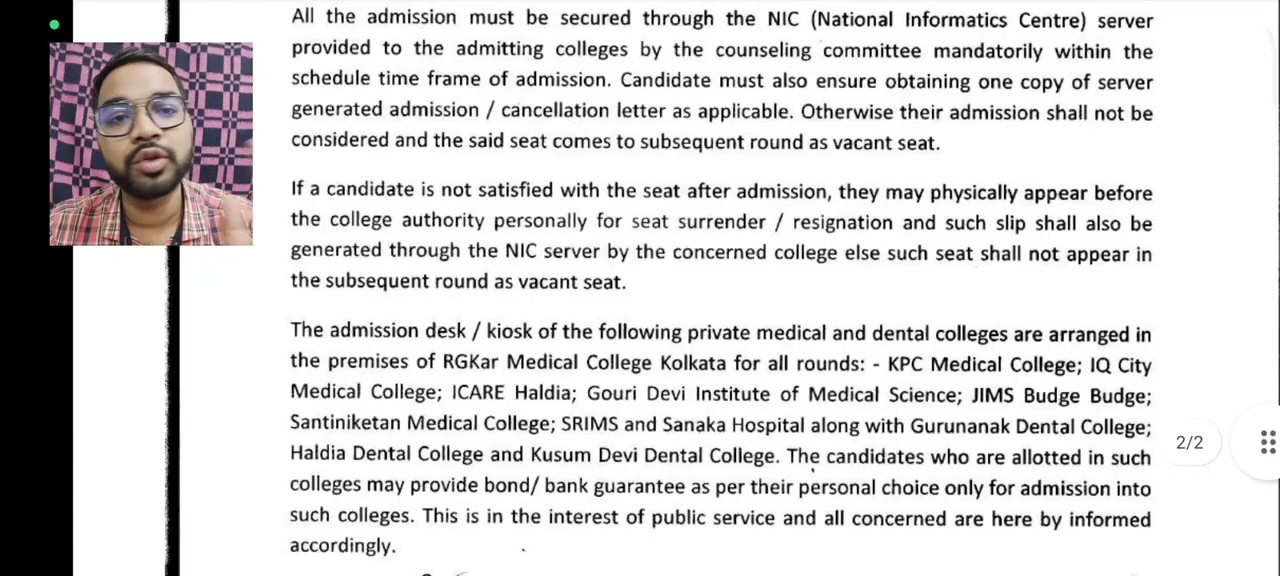 All the admission must be secured through the NIC (National Informatics Centre) server
provided to the admitting colleges by the counseling committee mandatorily within the
schedule time frame of admission. Candidate must also ensure obtaining one copy of server
generated admission / cancellation letter as applicable. Otherwise their admission shall not be
considered and the said seat comes to subsequent round as vacant seat.
If a candidate is not satisfied with the seat after admission, they may physically appear before
the college authority personally for seat surrender / resignation and such slip shall also be
generated through the NIC server by the concerned college else such seat shall not appear in
the subsequent round as vacant seat.
The admission desk / kiosk of the following private medical and dental colleges are arranged in
the premises of RGKar Medical College Kolkata for all rounds: - KPC Medical College; IQ City
Medical College; ICARE Haldia; Gouri Devi Institute of Medical Science; JIMS Budge Budge;
Santiniketan Medical College; SRIMS and Sanaka Hospital along with Gurunanak Dental College;
Haldia Dental College and Kusum Devi Dental College. The candidates who are allotted in such
colleges may provide bond/ bank guarantee as per their personal choice only for admission into
such colleges. This is in the interest of public service and all concerned are here by informed
accordingly.
2/2